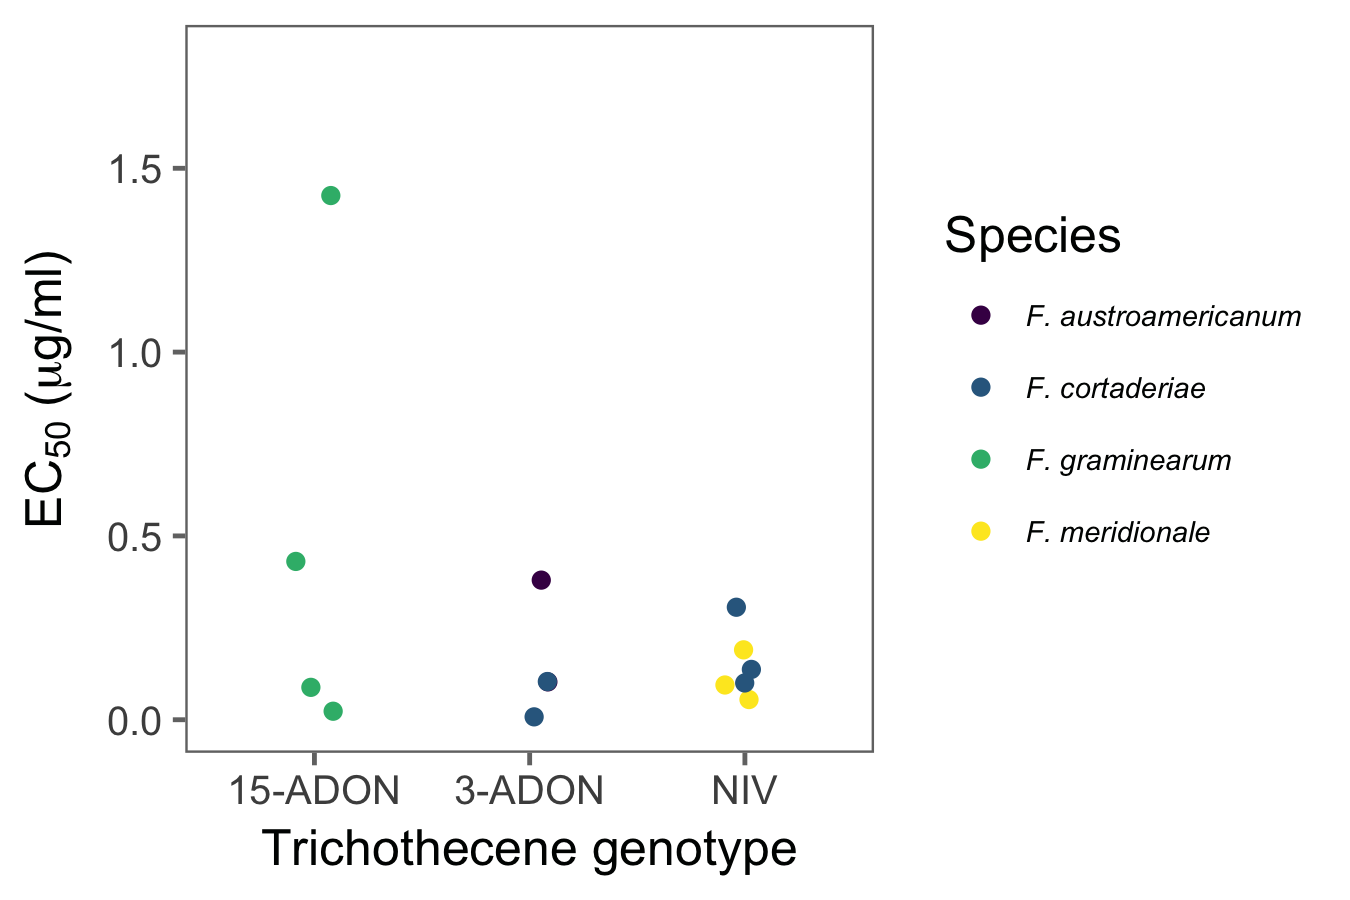 1.5
1.0
0.5
0.0
EC50 (μg/ml)
15-ADON 3-ADON NIV
Trichothecene genotype
Species
F. austroamericanum
F. cortaderiae
F. graminearum
F. meridionale